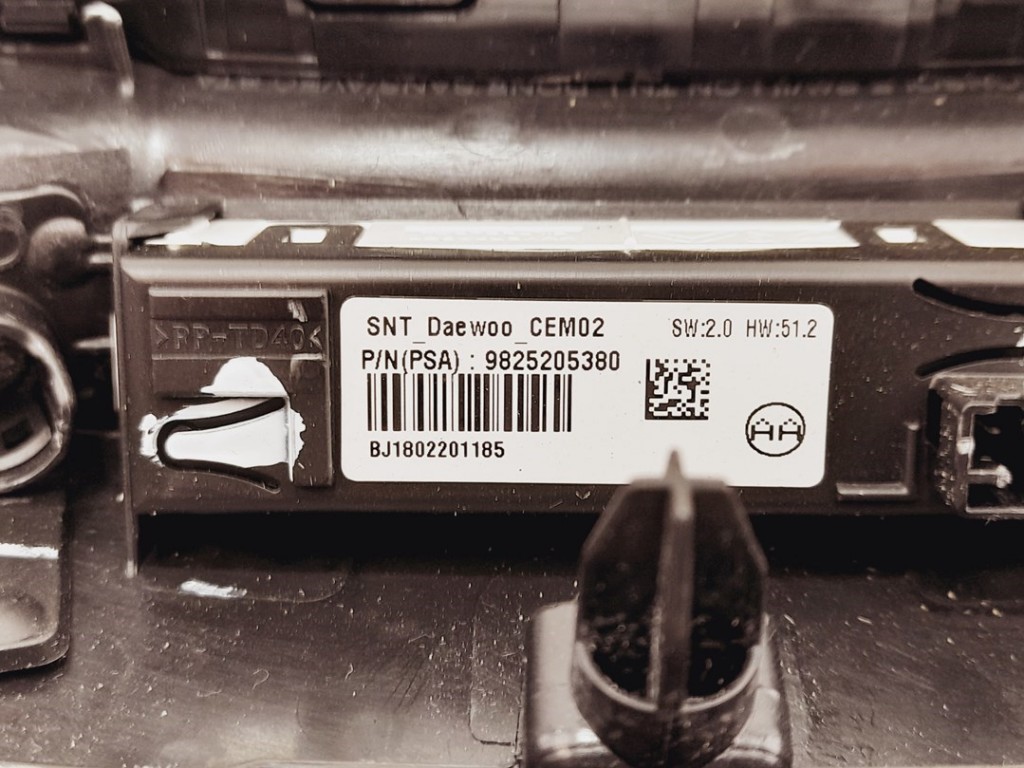 SNT_Daewoo_CEM02 SW:2.0 HW:51.2
P/N(PSA) : 9825205380
BJ1802201185
>PP-TD40<